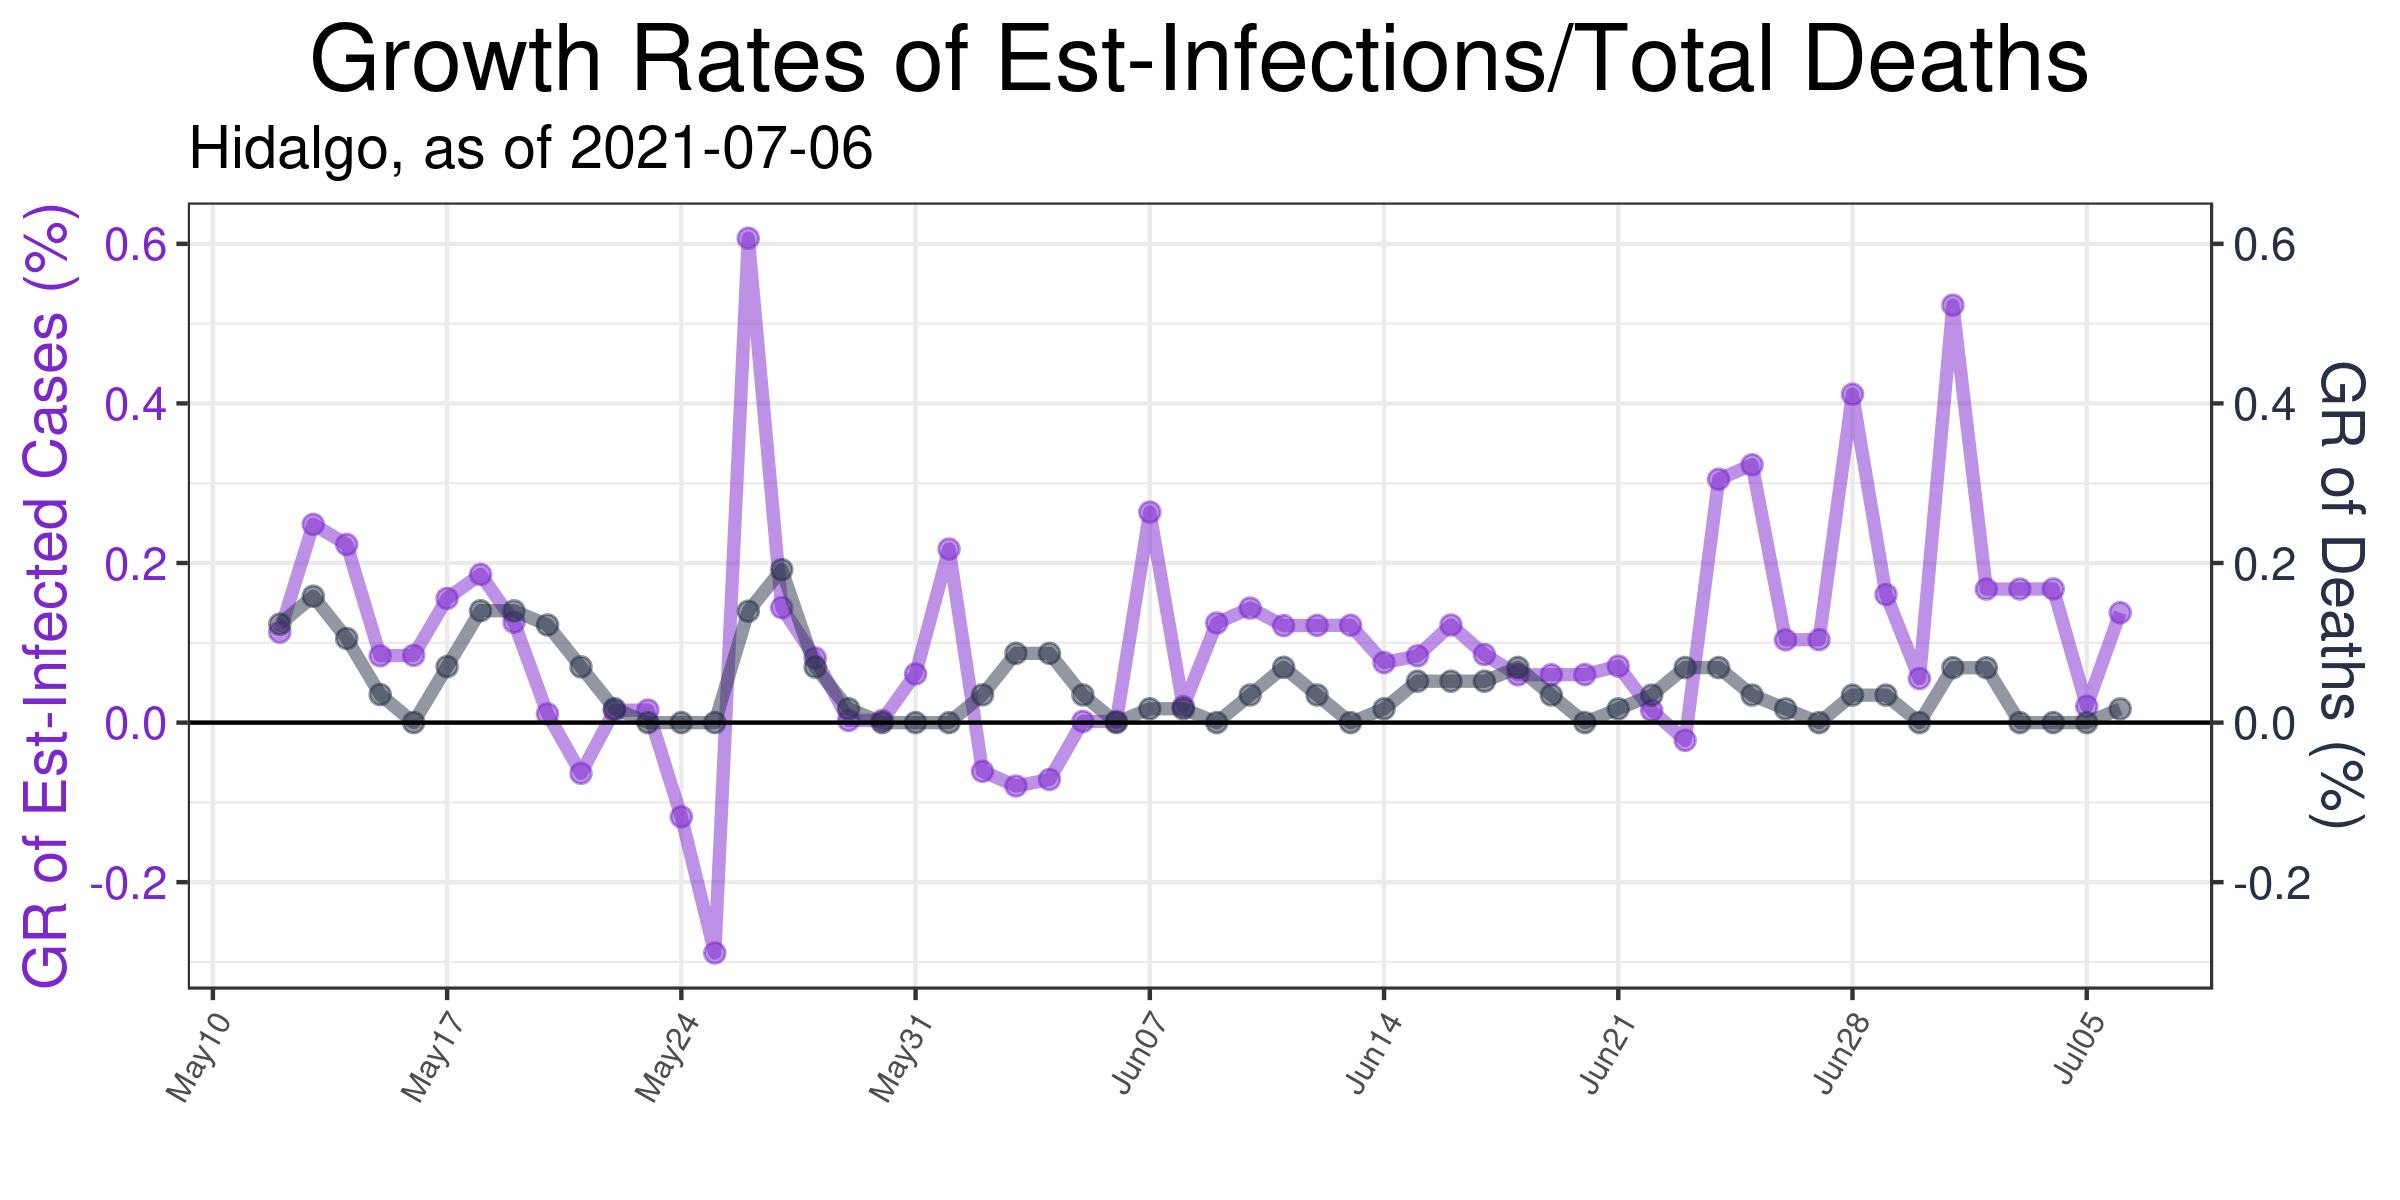 Growth Rates of Est-Infections/Total Deaths
Hidalgo, as of 2021-07-06
GR of Est-Infected Cases (%)
0.6
0.4
0.2
0.0
-0.2
0.6
0.4
0.2
0.0
-0.2
GR of Deaths (%)
May10
May17
May24
May31
Jun07
Jun14
Jun21
Jun28
Jul05